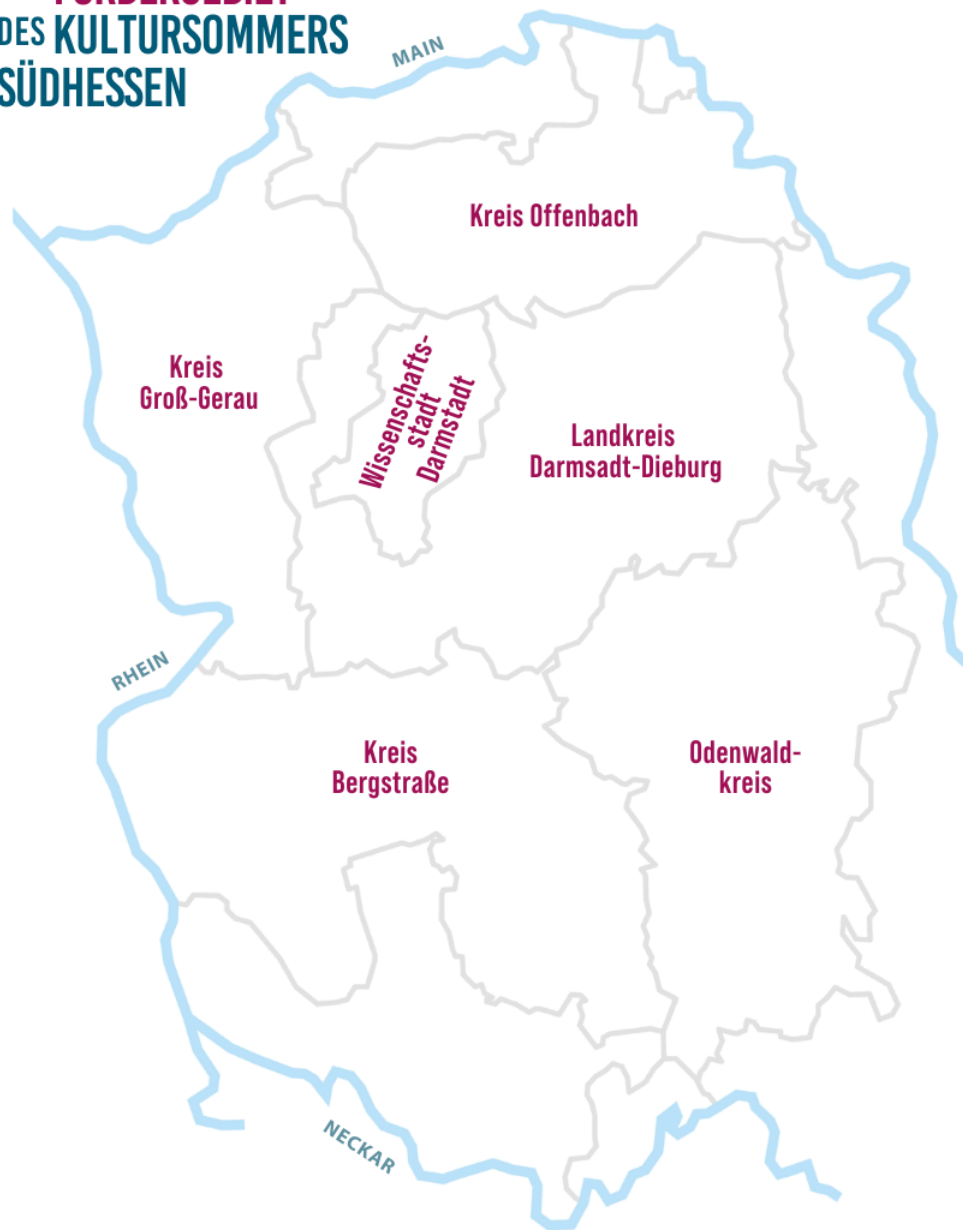 FÖRDERGEBIET
DES KULTURSOMMERS
SÜDHESSEN
MAIN
Kreis Offenbach
Kreis
Groß-Gerau
Wissenschafts-
stadt
Darmstadt
Landkreis
Darmsadt-Dieburg
RHEIN
Kreis
Bergstraße
Odenwald-
kreis
NECKAR